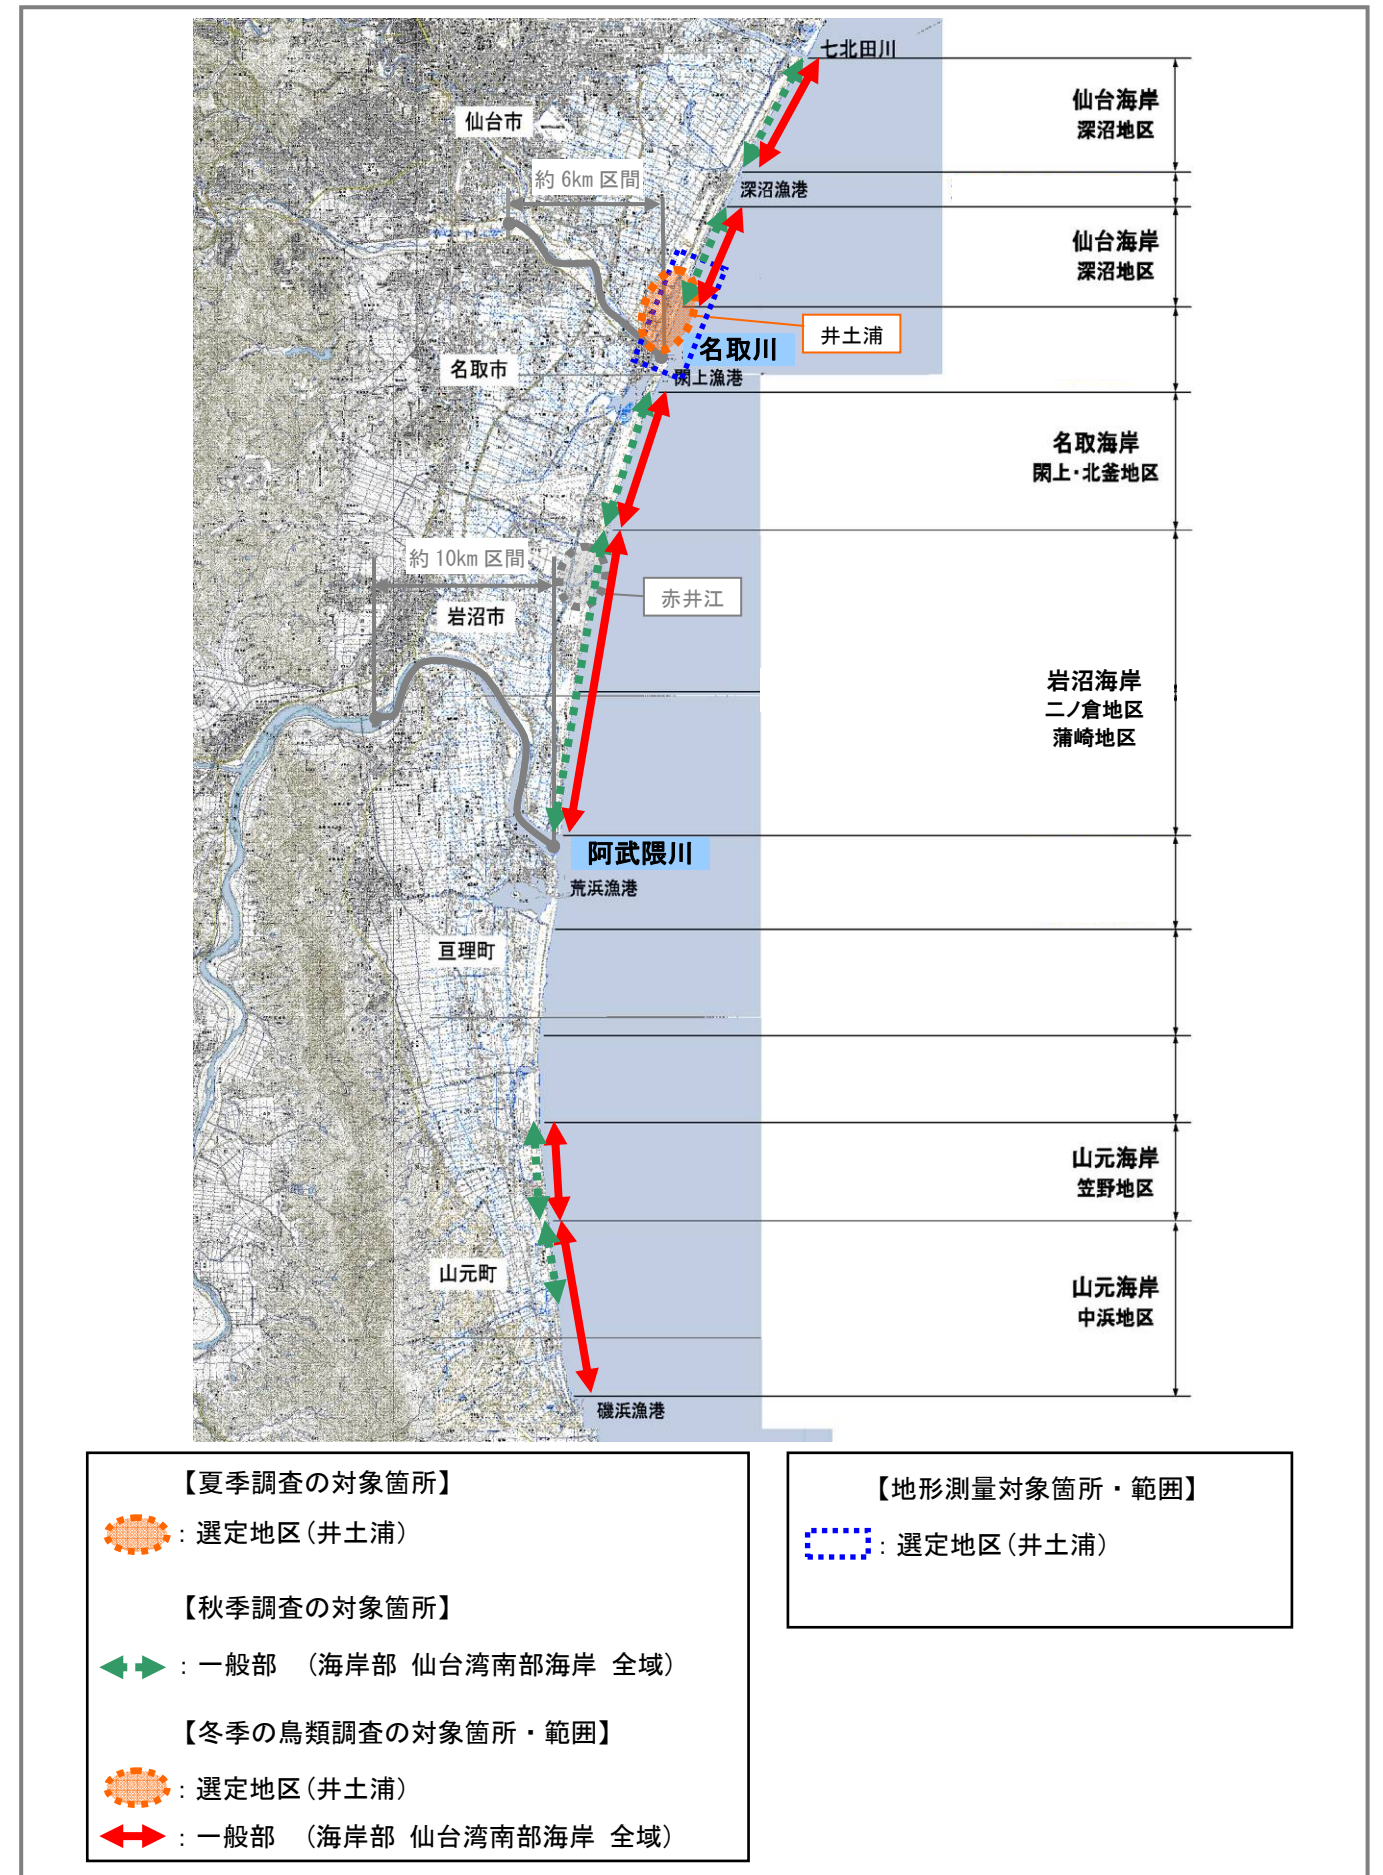 七北田川
仙台海岸
深沼地区
仙台市
約 6km 区間
深沼漁港
仙台海岸
深沼地区
井土浦
名取川
名取市
閖上漁港
名取海岸
閖上・北釜地区
約 10km 区間
赤井江
岩沼市
岩沼海岸
二ノ倉地区
蒲崎地区
阿武隈川
荒浜漁港
亘理町
山元海岸
笠野地区
山元町
山元海岸
中浜地区
磯浜漁港
【夏季調査の対象箇所】
：選定地区（井土浦）
【秋季調査の対象箇所】
：一般部　（海岸部 仙台湾南部海岸 全域）
【冬季の鳥類調査の対象箇所・範囲】
：選定地区（井土浦）
：一般部　（海岸部 仙台湾南部海岸 全域）
【地形測量対象箇所・範囲】
：選定地区（井土浦）